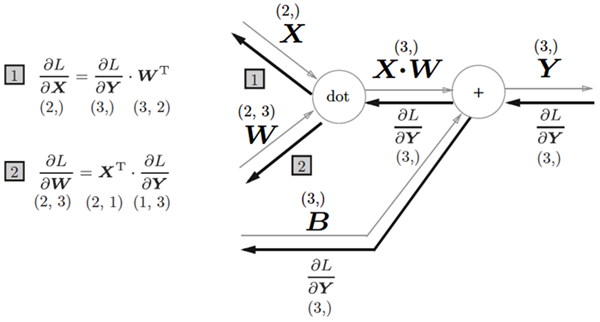 1 ∂L/∂X = ∂L/∂Y · W^T
(2,) (3,) (3, 2)
2 ∂L/∂W = X^T · ∂L/∂Y
(2, 3) (2, 1) (1, 3)
(2,)
X
1
(2, 3)
W
2
dot
(3,)
X·W
∂L/∂Y
(3,)
+
(3,)
Y
∂L/∂Y
(3,)
(3,)
B
∂L/∂Y
(3,)